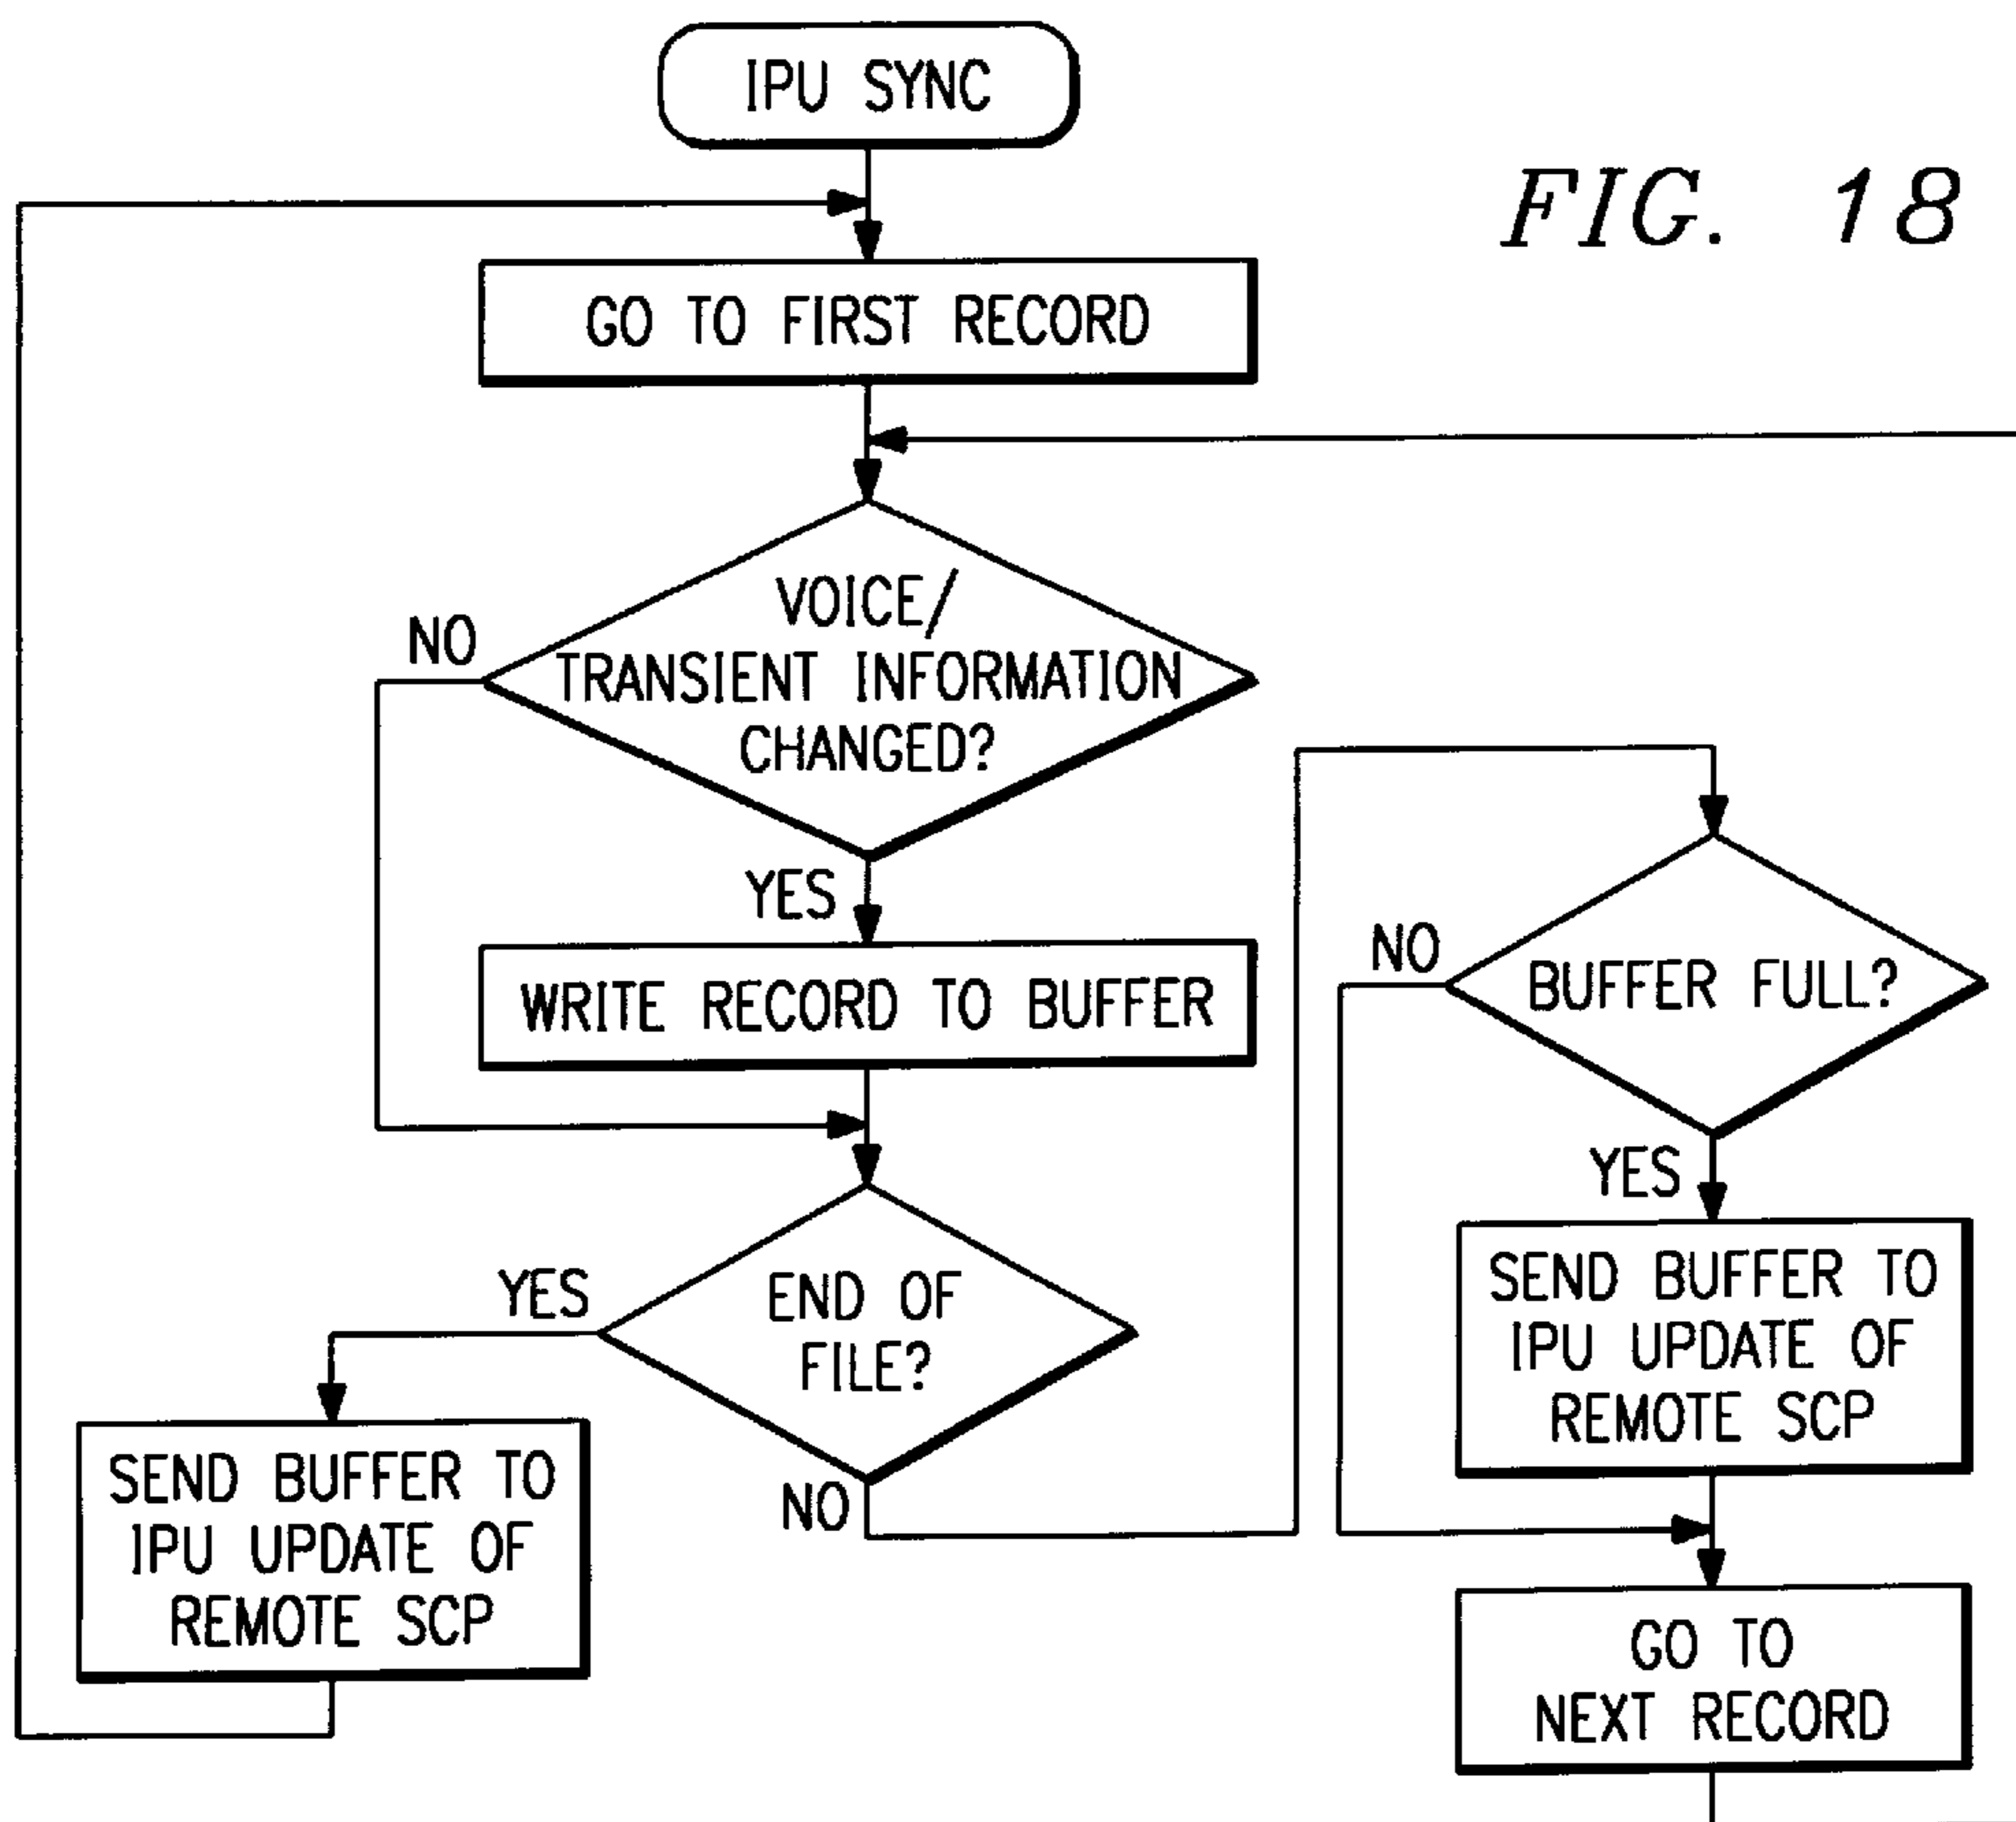 IPU SYNC
FIG. 18
GO TO FIRST RECORD
VOICE/
TRANSIENT INFORMATION
CHANGED?
NO
YES
WRITE RECORD TO BUFFER
END OF
FILE?
YES
NO
SEND BUFFER TO
IPU UPDATE OF
REMOTE SCP
BUFFER FULL?
NO
YES
SEND BUFFER TO
IPU UPDATE OF
REMOTE SCP
GO TO
NEXT RECORD